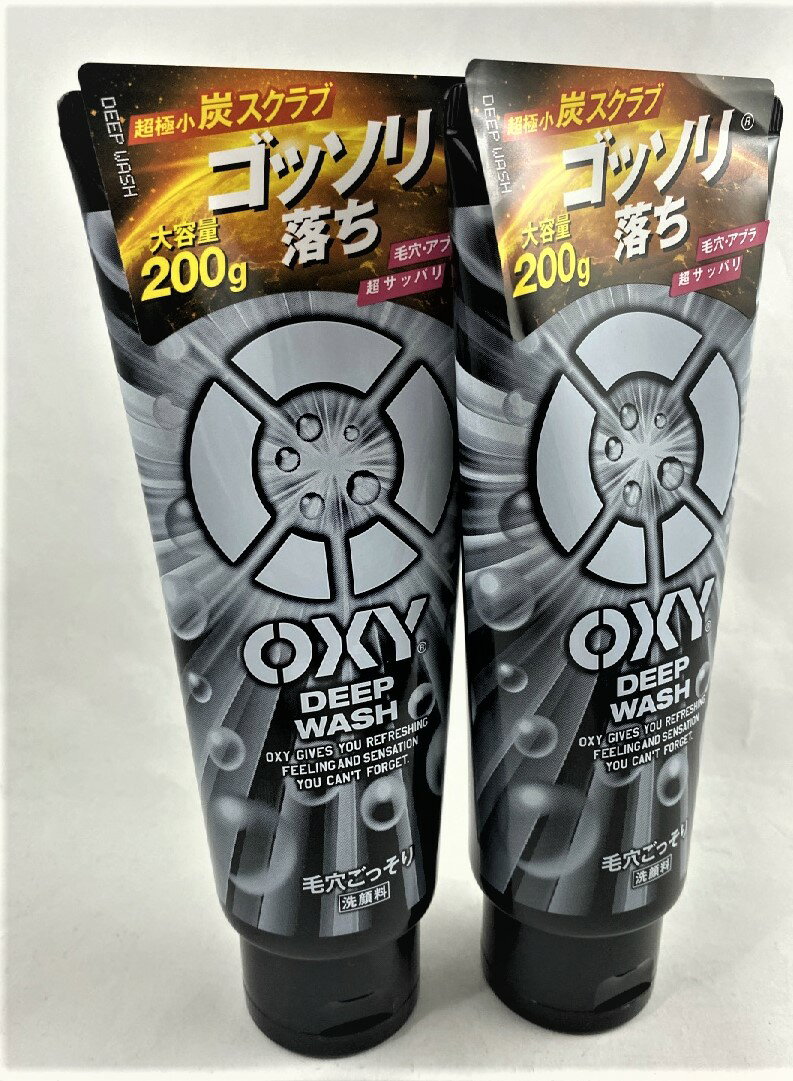 DEEP WASH
超極小 炭スクラブ
ゴッソリ
落ち
大容量
200g
毛穴・アブ
超サッパリ
OXY®
DEEP
WASH
OXY GIVES YOU REFRESHING
FEELING AND SENSATION
YOU CAN'T FORGET.
毛穴ごっそり
洗顔料
DEEP WASH
超極小 炭スクラブ
ゴッソリ®
落ち
大容量
200g
毛穴・アブラ
超サッパリ
OXY®
DEEP
WASH
OXY GIVES YOU REFRESHING
FEELING AND SENSATION
YOU CAN'T FORGET.
毛穴ごっそり
洗顔料